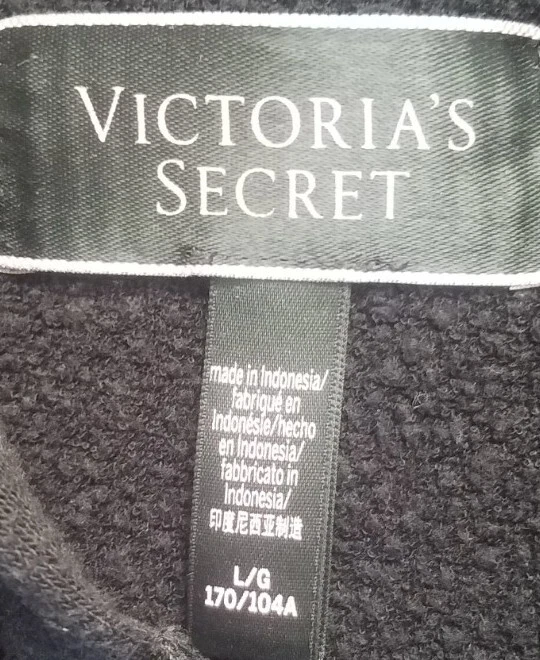 VICTORIA'S
SECRET
made in Indonesia/
fabriqué en
Indonésie/hecho
en Indonesia/
fabbricato in
Indonesia/
印度尼西亚制造
L/G
170/104A